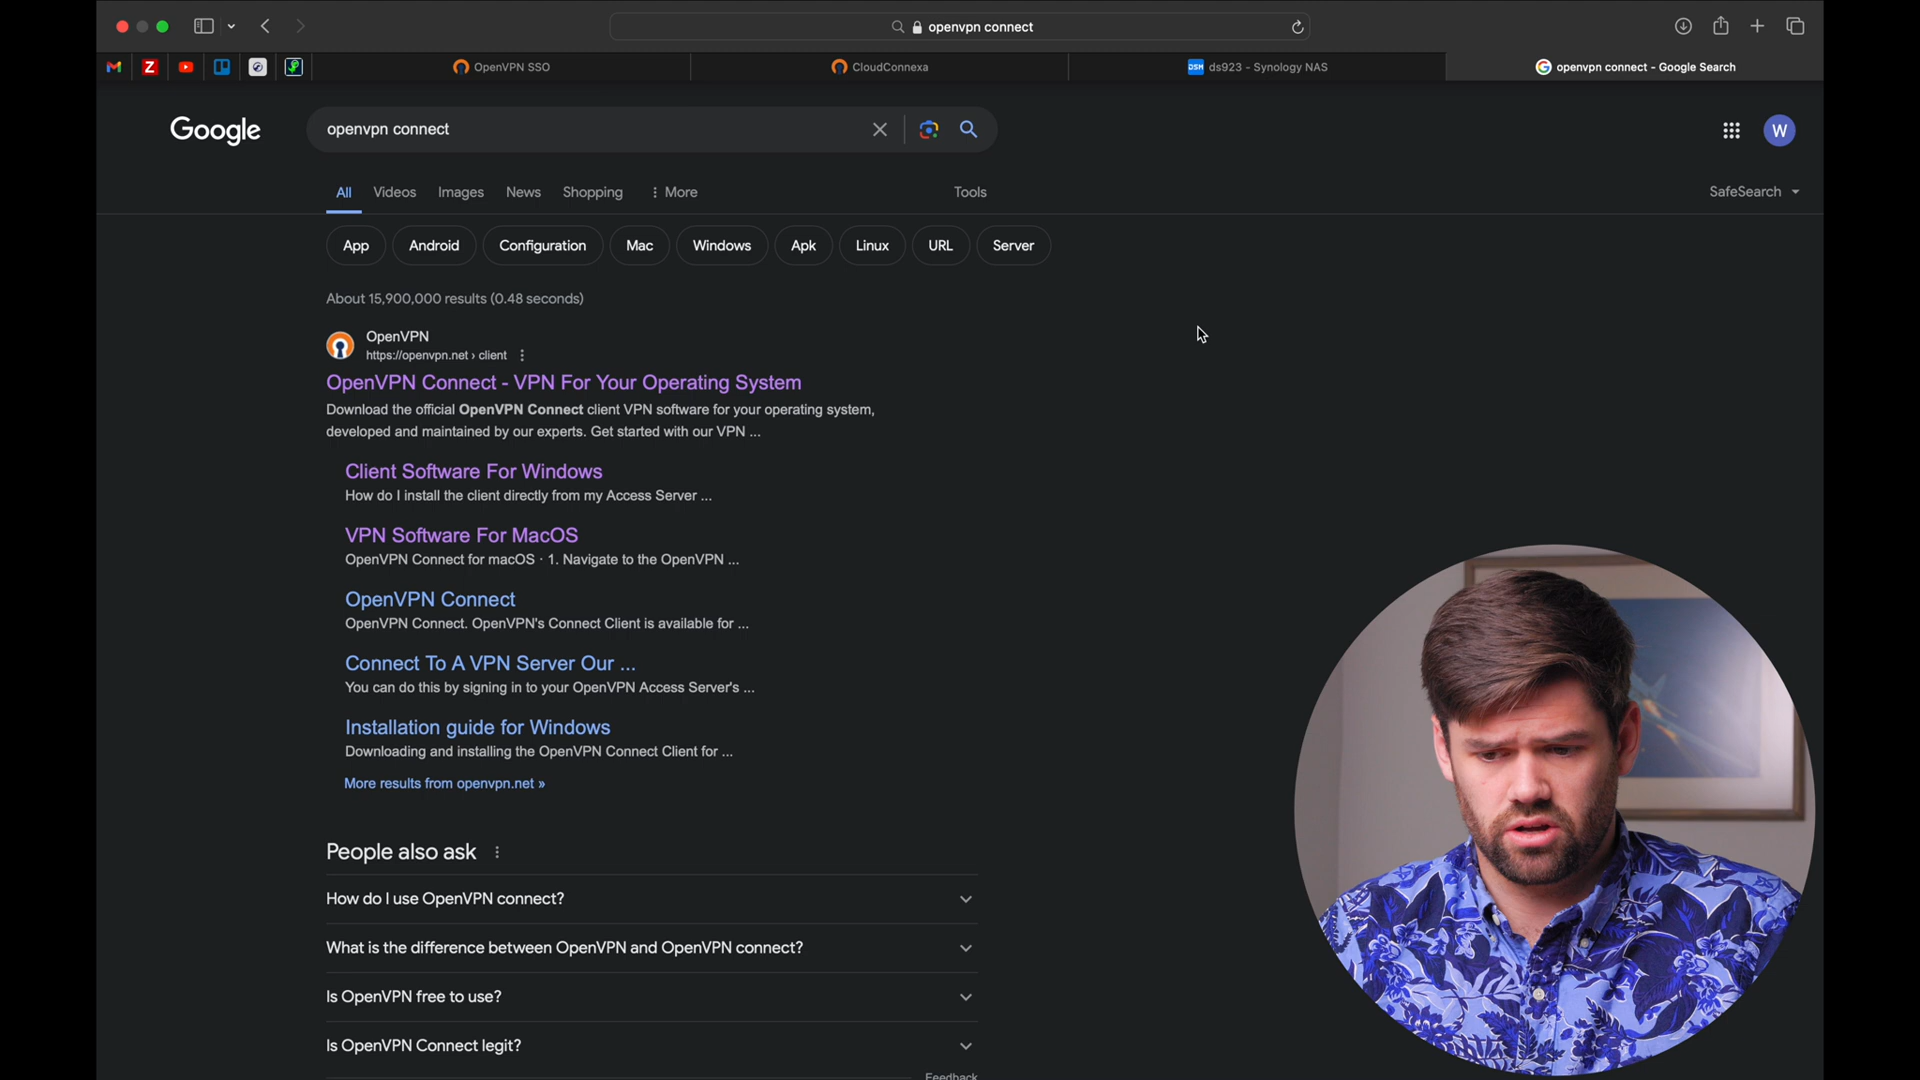 openvpn connect
OpenVPN SSO
CloudConnexa
DSM ds923 - Synology NAS
openvpn connect - Google Search
Google
openvpn connect
W
All Videos Images News Shopping More Tools
SafeSearch
App Android Configuration Mac Windows Apk Linux URL Server
About 15,900,000 results (0.48 seconds)
OpenVPN
https://openvpn.net › client
OpenVPN Connect - VPN For Your Operating System
Download the official OpenVPN Connect client VPN software for your operating system,
developed and maintained by our experts. Get started with our VPN ...
Client Software For Windows
How do I install the client directly from my Access Server ...
VPN Software For MacOS
OpenVPN Connect for macOS · 1. Navigate to the OpenVPN ...
OpenVPN Connect
OpenVPN Connect. OpenVPN's Connect Client is available for ...
Connect To A VPN Server Our ...
You can do this by signing in to your OpenVPN Access Server's ...
Installation guide for Windows
Downloading and installing the OpenVPN Connect Client for ...
More results from openvpn.net »
People also ask
How do I use OpenVPN connect?
What is the difference between OpenVPN and OpenVPN connect?
Is OpenVPN free to use?
Is OpenVPN Connect legit?
Feedback